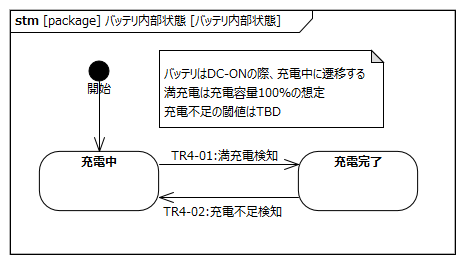 stm [package] バッテリ内部状態 [バッテリ内部状態]
開始
バッテリはDC-ONの際、充電中に遷移する
満充電は充電容量100%の想定
充電不足の閾値はTBD
充電中
TR4-01:満充電検知
充電完了
TR4-02:充電不足検知